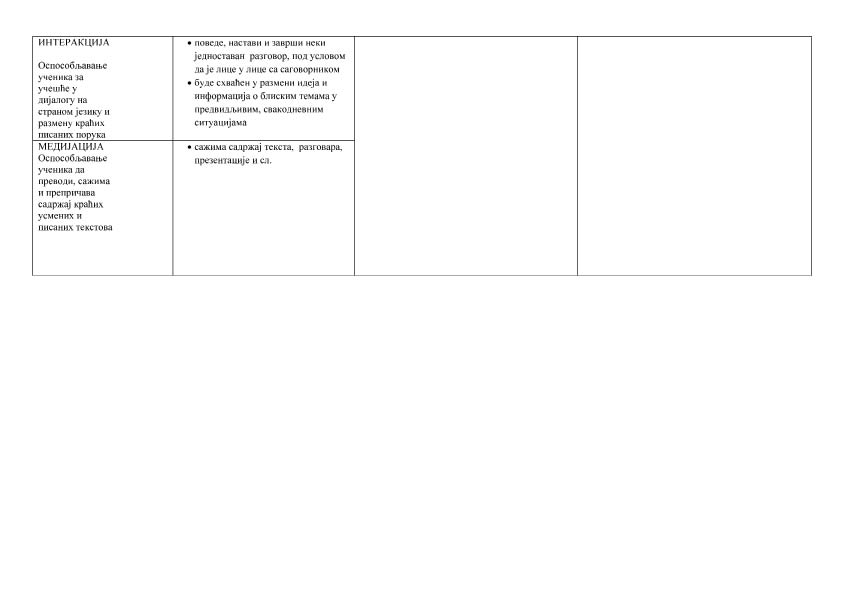 ИНТЕРАКЦИЈА
Оспособљавање
ученика за
учешће у
дијалогу на
страном језику и
размену краћих
писаних порука
• поведе, настави и заврши неки
једноставан  разговор, под условом
да је лице у лице са саговорником
• буде схваћен у размени идеја и
информација о блиским темама у
предвидљивим, свакодневним
ситуацијама
МЕДИЈАЦИЈА
Оспособљавање
ученика да
преводи, сажима
и препричава
садржај краћих
усмених и
писаних текстова
• сажима садржај текста,  разговара,
презентације и сл.